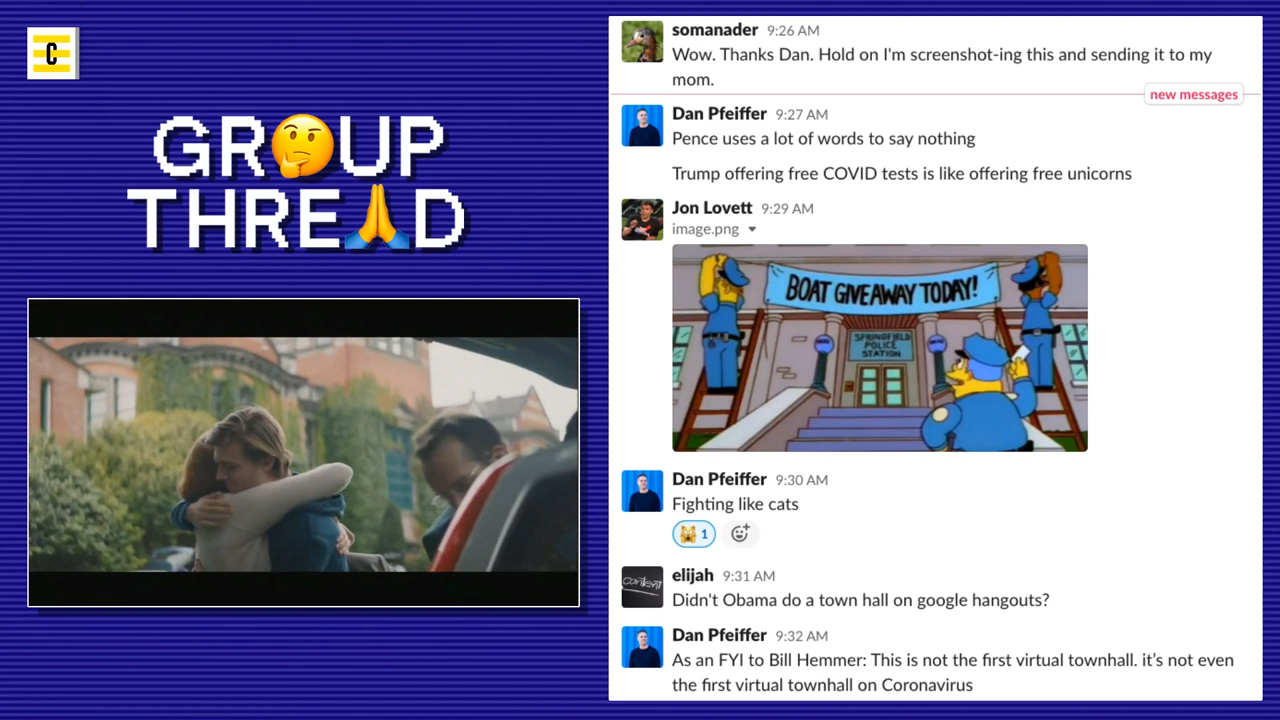 C
GR🤔UP
THRE🙏D
somanader 9:26 AM
Wow. Thanks Dan. Hold on I'm screenshot-ing this and sending it to my
mom.
new messages
Dan Pfeiffer 9:27 AM
Pence uses a lot of words to say nothing
Trump offering free COVID tests is like offering free unicorns
Jon Lovett 9:29 AM
image.png
BOAT GIVEAWAY TODAY!
SPRINGFIELD
POLICE
STATION
Dan Pfeiffer 9:30 AM
Fighting like cats
1
elijah 9:31 AM
content
Didn't Obama do a town hall on google hangouts?
Dan Pfeiffer 9:32 AM
As an FYI to Bill Hemmer: This is not the first virtual townhall. it's not even
the first virtual townhall on Coronavirus